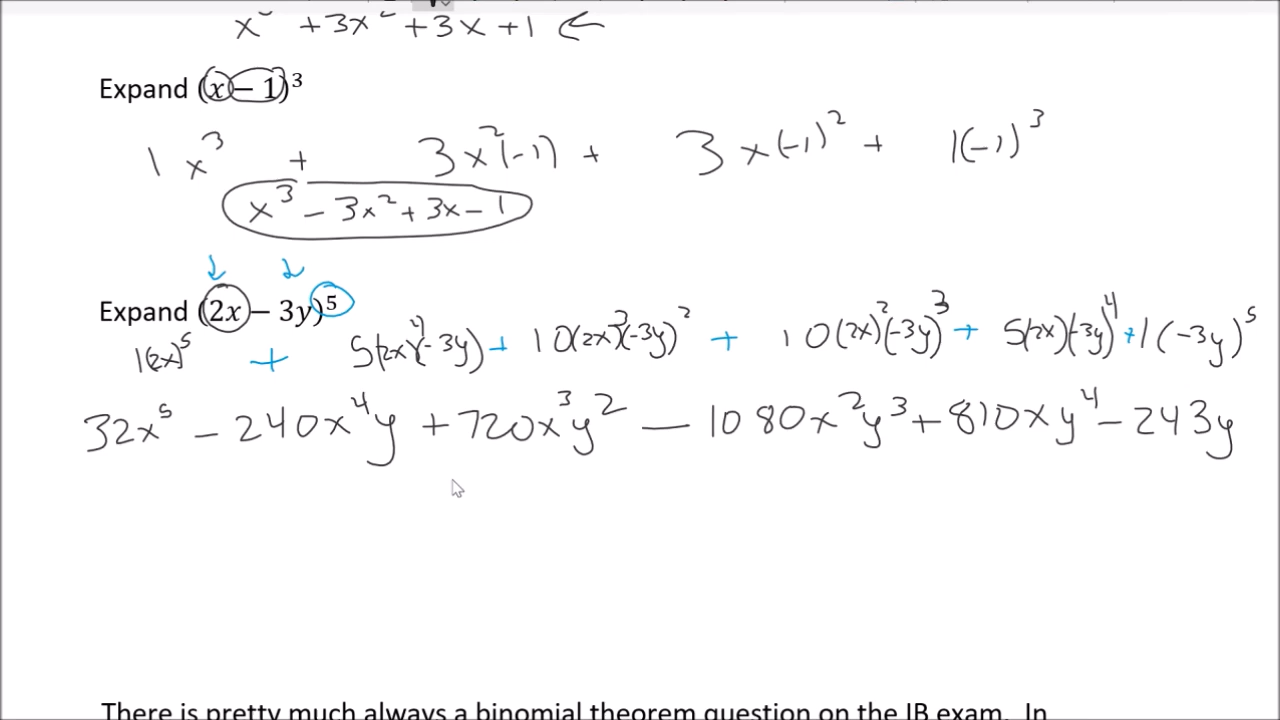 +3x² +3x +1 ←
Expand (x − 1)³
1x³ + 3x²(-1) + 3x(-1)² + 1(-1)³
x³ - 3x² + 3x - 1
Expand (2x − 3y)⁵
1(2x)⁵ + 5(2x)⁴(-3y) + 10(2x)³(-3y)² + 10(2x)²(-3y)³ + 5(2x)(-3y)⁴ + 1(-3y)⁵
32x⁵ - 240x⁴y + 720x³y² - 1080x²y³ + 810xy⁴ - 243y
There is pretty much always a binomial theorem question on the IB exam. In